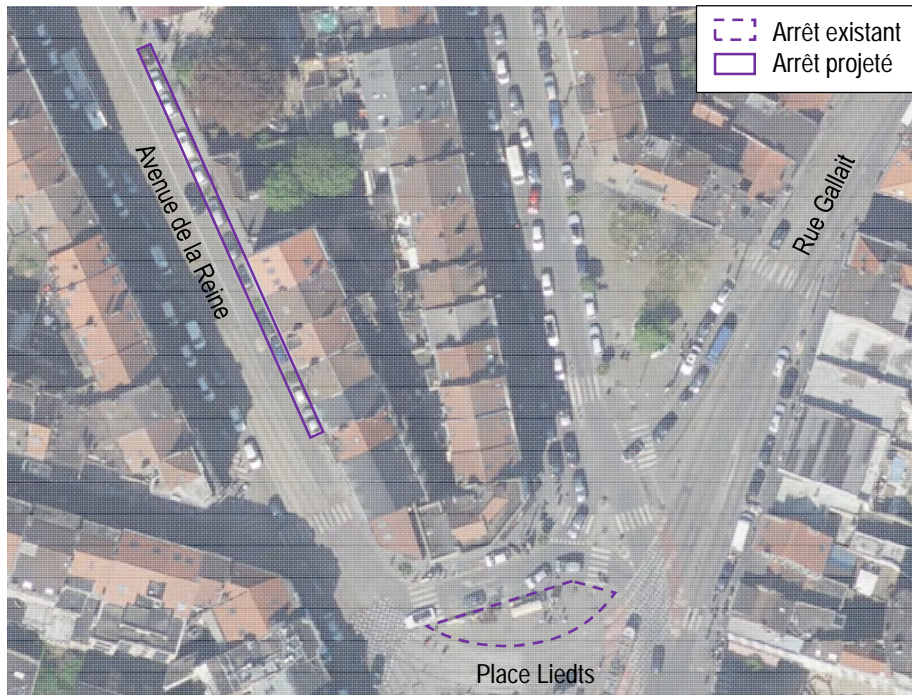 Arrêt existant
Arrêt projeté
Avenue de la Reine
Rue Gallait
Place Liedts